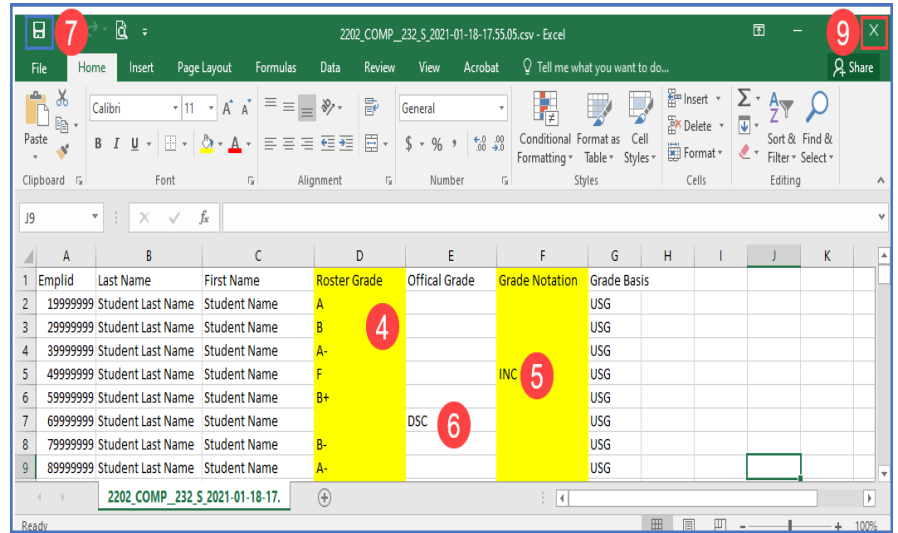 7 2202_COMP__232_S_2021-01-18-17.55.05.csv - Excel 9
File Home Insert Page Layout Formulas Data Review View Acrobat Tell me what you want to do... Share
Paste Calibri 11 A A General Conditional Formatting Format as Table Cell Styles Insert Delete Format Sort & Filter Find & Select
B I U A $ % , .0 .00 .00 .0
Clipboard Font Alignment Number Styles Cells Editing
J9 fx
A B C D E F G H I J K
1 Emplid Last Name First Name Roster Grade Offical Grade Grade Notation Grade Basis
2 19999999 Student Last Name Student Name A USG
3 29999999 Student Last Name Student Name B 4 USG
4 39999999 Student Last Name Student Name A- USG
5 49999999 Student Last Name Student Name F INC 5 USG
6 59999999 Student Last Name Student Name B+ USG
7 69999999 Student Last Name Student Name DSC 6 USG
8 79999999 Student Last Name Student Name B- USG
9 89999999 Student Last Name Student Name A- USG
2202_COMP__232_S_2021-01-18-17.
Ready 100%